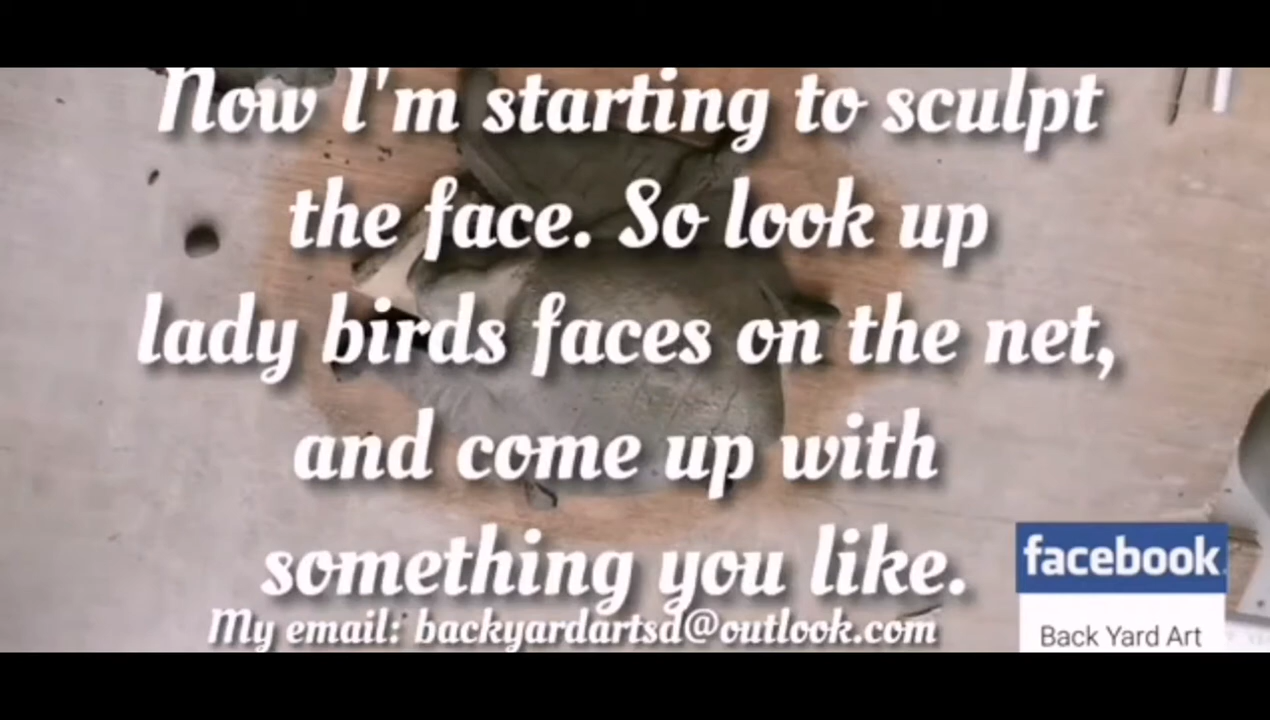 Now I'm starting to sculpt
the face. So look up
lady birds faces on the net,
and come up with
something you like.
My email: backyardartsd@outlook.com
facebook
Back Yard Art